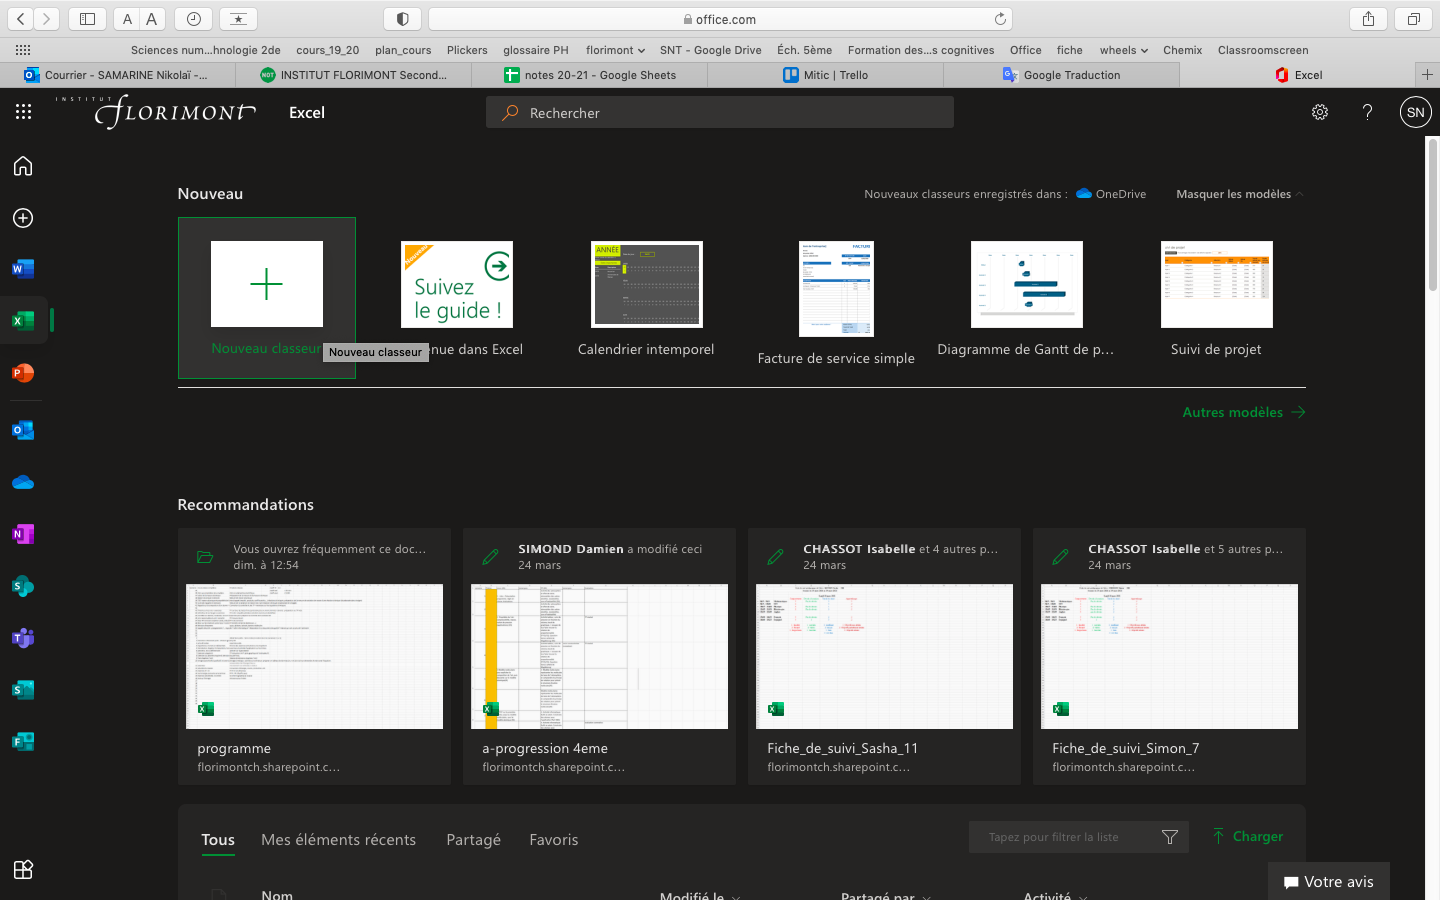 A A office.com
Sciences num...hnologie 2de cours_19_20 plan_cours Plickers glossaire PH florimont SNT - Google Drive Éch. 5ème Formation des...s cognitives Office fiche wheels Chemix Classroomscreen
Courrier - SAMARINE Nikolaï -... INSTITUT FLORIMONT Second... notes 20-21 - Google Sheets Mitic | Trello Google Traduction Excel
INSTITUT
FLORIMONT Excel Rechercher ? SN
Nouveau Nouveaux classeurs enregistrés dans : OneDrive Masquer les modèles
Nouveau
Suivez
le guide !
ANNÉE
FACTURE
Nouveau classeur Nouveau classeur enue dans Excel Calendrier intemporel Facture de service simple Diagramme de Gantt de p... Suivi de projet
Autres modèles
Recommandations
Vous ouvrez fréquemment ce doc...
dim. à 12:54
SIMOND Damien a modifié ceci
24 mars
CHASSOT Isabelle et 4 autres p...
24 mars
CHASSOT Isabelle et 5 autres p...
24 mars
programme
florimontch.sharepoint.c...
a-progression 4eme
florimontch.sharepoint.c...
Fiche_de_suivi_Sasha_11
florimontch.sharepoint.c...
Fiche_de_suivi_Simon_7
florimontch.sharepoint.c...
Tous Mes éléments récents Partagé Favoris Tapez pour filtrer la liste Charger
Nom Modifié le Partagé par Activité
Votre avis